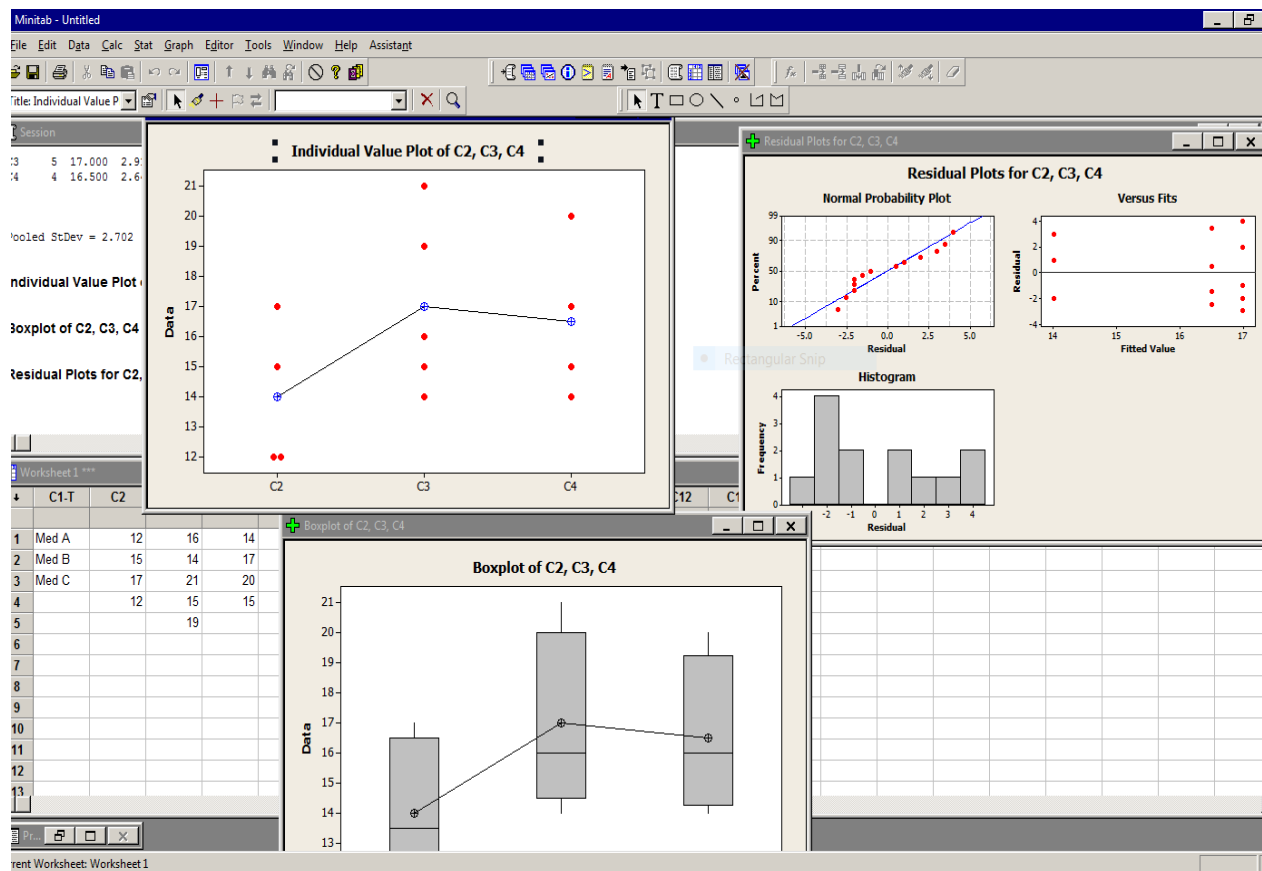 Minitab - Untitled
File Edit Data Calc Stat Graph Editor Tools Window Help Assistant
Title: Individual Value P
Session
C3 5 17.000 2.9
C4 4 16.500 2.6
Pooled StDev = 2.702
Individual Value Plot
Boxplot of C2, C3, C4
Residual Plots for C2,
Individual Value Plot of C2, C3, C4
21
20
19
18
17
16
15
14
13
12
Data
C2 C3 C4
Residual Plots for C2, C3, C4
Residual Plots for C2, C3, C4
Normal Probability Plot
99
90
50
10
1
Percent
-5.0 -2.5 0.0 2.5 5.0
Residual
Versus Fits
4
2
0
-2
-4
Residual
14 15 16 17
Fitted Value
Rectangular Snip
Histogram
4
3
2
1
0
Frequency
-2 -1 0 1 2 3 4
Residual
Worksheet 1 ***
C1-T C2 C12 C1
1 Med A 12 16 14
2 Med B 15 14 17
3 Med C 17 21 20
4 12 15 15
5 19
6
7
8
9
10
11
12
13
Boxplot of C2, C3, C4
Boxplot of C2, C3, C4
21
20
19
18
17
16
15
14
13
Data
Pr...
rrent Worksheet: Worksheet 1